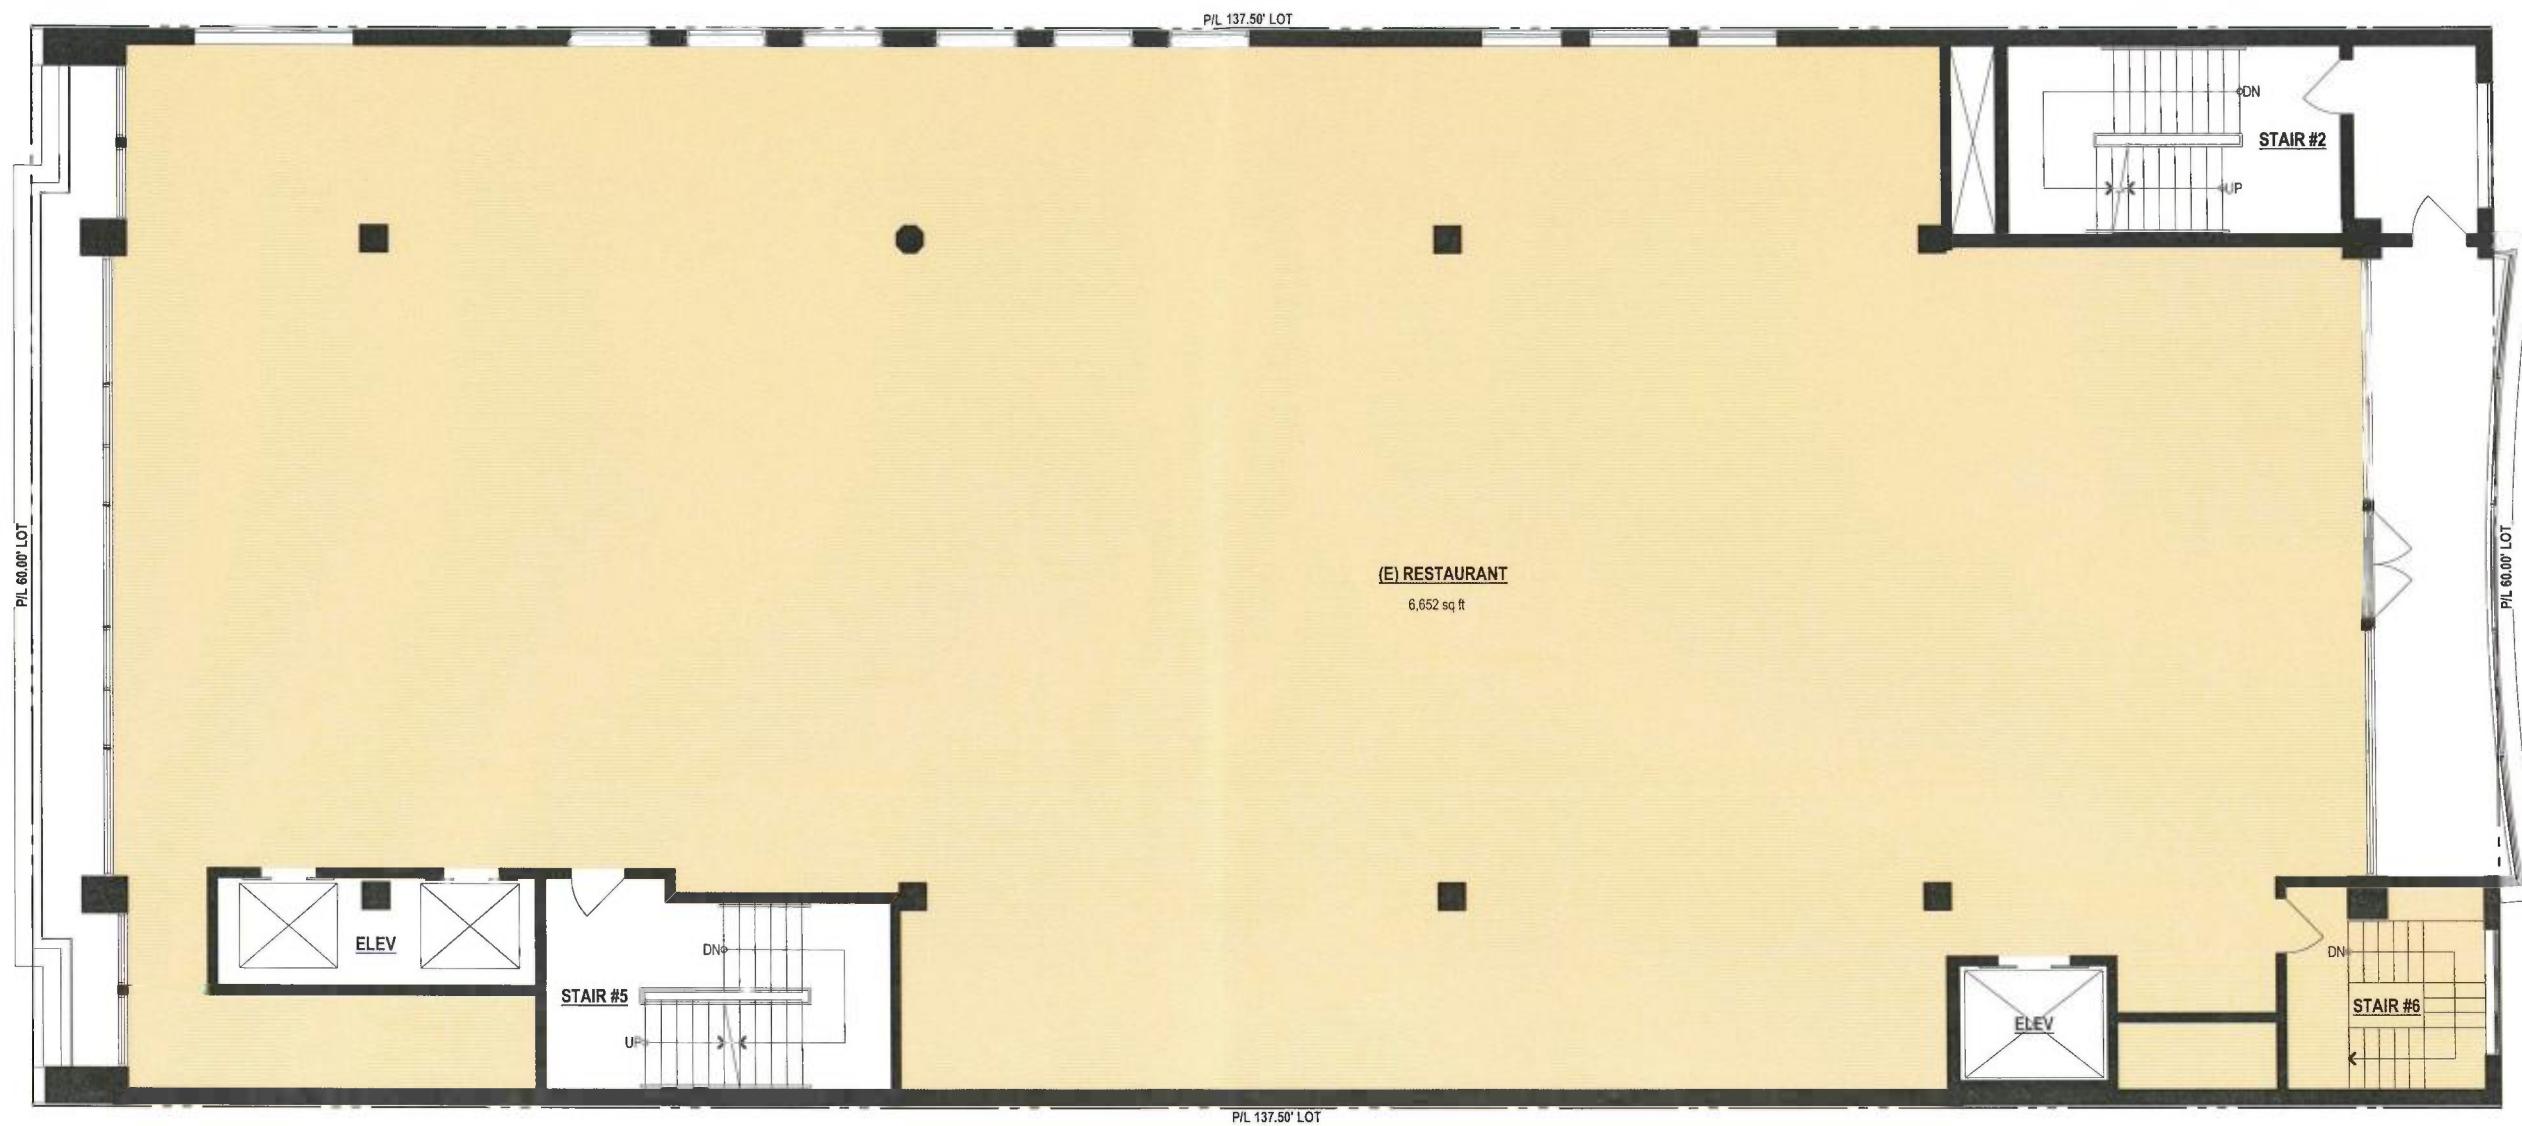 P/L 137.50' LOT
DN
STAIR #2
UP
P/L 60.00' LOT
(E) RESTAURANT
6,652 sq ft
P/L 60.00' LOT
ELEV
DN
STAIR #5
UP
DN
STAIR #6
ELEV
P/L 137.50' LOT